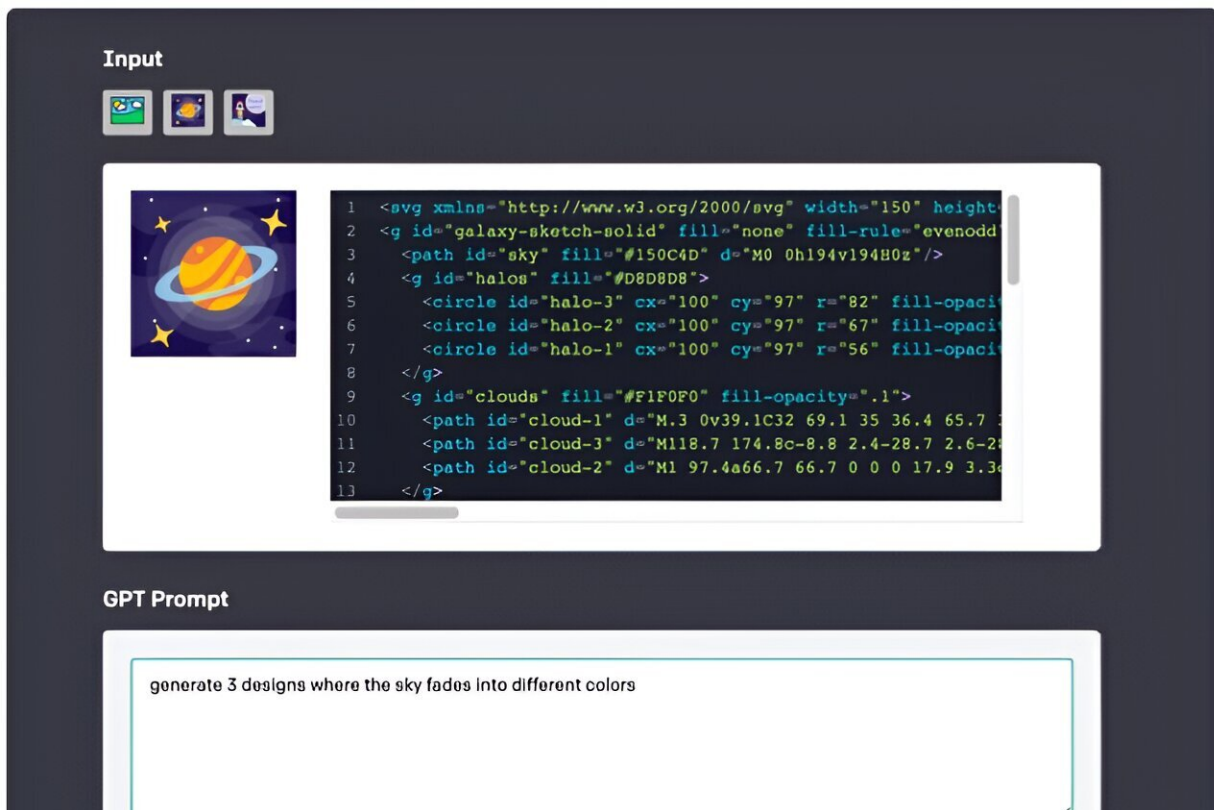 Input
1 <svg xmlns="http://www.w3.org/2000/svg" width="150" height
2 <g id="galaxy-sketch-solid" fill="none" fill-rule="evenodd
3 <path id="sky" fill="#150C4D" d="M0 0h194v194H0z"/>
4 <g id="halos" fill="#D8D8D8">
5 <circle id="halo-3" cx="100" cy="97" r="82" fill-opaci
6 <circle id="halo-2" cx="100" cy="97" r="67" fill-opaci
7 <circle id="halo-1" cx="100" cy="97" r="56" fill-opaci
8 </g>
9 <g id="clouds" fill="#F1F0F0" fill-opacity=".1">
10 <path id="cloud-1" d="M.3 0v39.1C32 69.1 35 36.4 65.7
11 <path id="cloud-3" d="M118.7 174.8c-8.8 2.4-28.7 2.6-2
12 <path id="cloud-2" d="M1 97.4a66.7 66.7 0 0 0 17.9 3.3
13 </g>
GPT Prompt
generate 3 designs where the sky fades into different colors